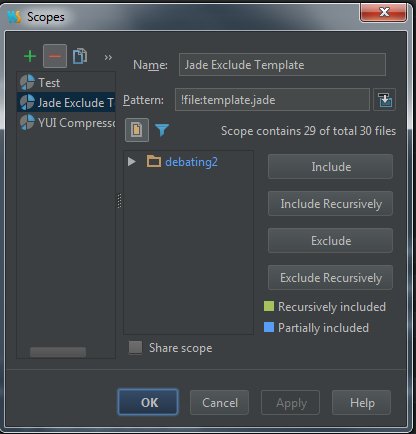 WS Scopes
Test
Jade Exclude T
YUI Compresso
Name: Jade Exclude Template
Pattern: !file:template.jade
Scope contains 29 of total 30 files
debating2
Include
Include Recursively
Exclude
Exclude Recursively
Recursively included
Partially included
Share scope
OK Cancel Apply Help